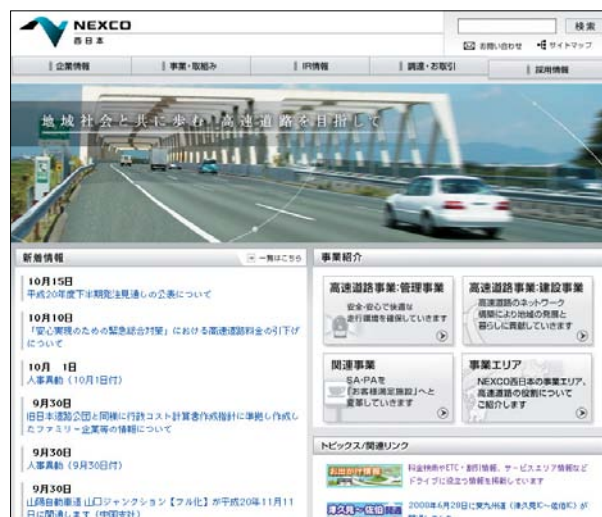 NEXCO
西日本
検索
お問い合わせ
サイトマップ
企業情報
事業・取組み
IR情報
調達・お取引
採用情報
地域社会と共に歩む 高速道路を目指して
新着情報
一覧はこちら
10月15日
平成20年度下半期発注見通しの公表について
10月10日
「安心実現のための緊急総合対策」における高速道路料金の引下げ
について
10月 1日
人事異動（10月1日付）
9月30日
旧日本道路公団と同様に行政コスト計算書作成指針に準拠し作成し
たファミリー企業等の情報について
9月30日
人事異動（9月30日付）
9月30日
山陽自動車道 山口ジャンクション【フル化】が平成20年11月11
日に開通します（中国支社）
事業紹介
高速道路事業:管理事業
安全・安心で快適な
走行環境を確保していきます
高速道路事業:建設事業
高速道路のネットワーク
構築により地域の発展と
暮らしに貢献していきます
関連事業
SA・PAを
「お客様満足施設」へと
変革していきます
事業エリア
NEXCO西日本の事業エリア、
高速道路の役割について
ご紹介します
トピックス/関連リンク
お出かけ情報
料金検索やETC・割引情報、サービスエリア情報など
ドライブに役立つ情報を掲載しています
津久見～佐伯 開通
2008年6月28日に東九州道（津久見IC～佐伯IC）が